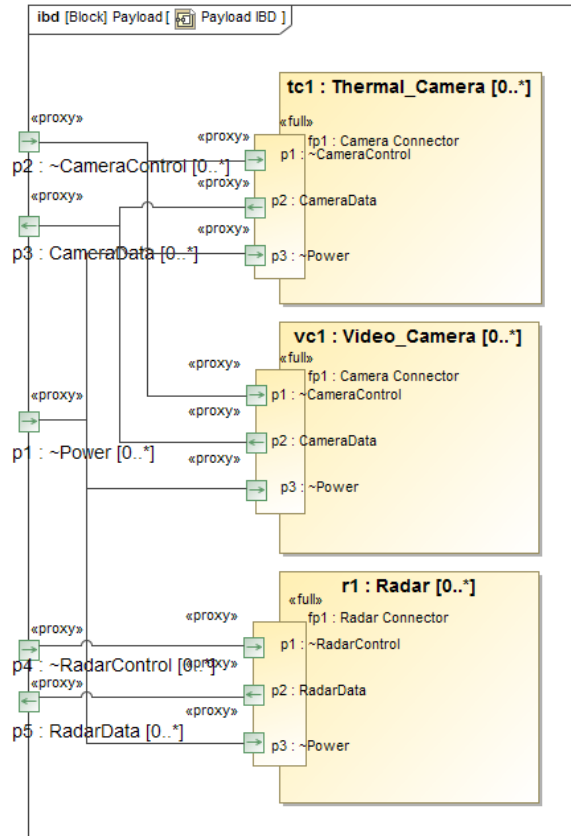 ibd [Block] Payload [ Payload IBD ]
tc1 : Thermal_Camera [0..*]
«full»
«proxy»
«proxy»
fp1 : Camera Connector
p1 : ~CameraControl
p2 : ~CameraControl [0..*]
«proxy»
«proxy»
p2 : CameraData
«proxy»
p3 : CameraData [0..*]
p3 : ~Power
vc1 : Video_Camera [0..*]
«full»
«proxy»
fp1 : Camera Connector
«proxy»
p1 : ~CameraControl
«proxy»
p2 : CameraData
p1 : ~Power [0..*]
«proxy»
p3 : ~Power
r1 : Radar [0..*]
«full»
fp1 : Radar Connector
«proxy»
«proxy»
p1 : ~RadarControl
p4 : ~RadarControl [0..*]
«proxy»
«proxy»
p2 : RadarData
«proxy»
p5 : RadarData [0..*]
p3 : ~Power